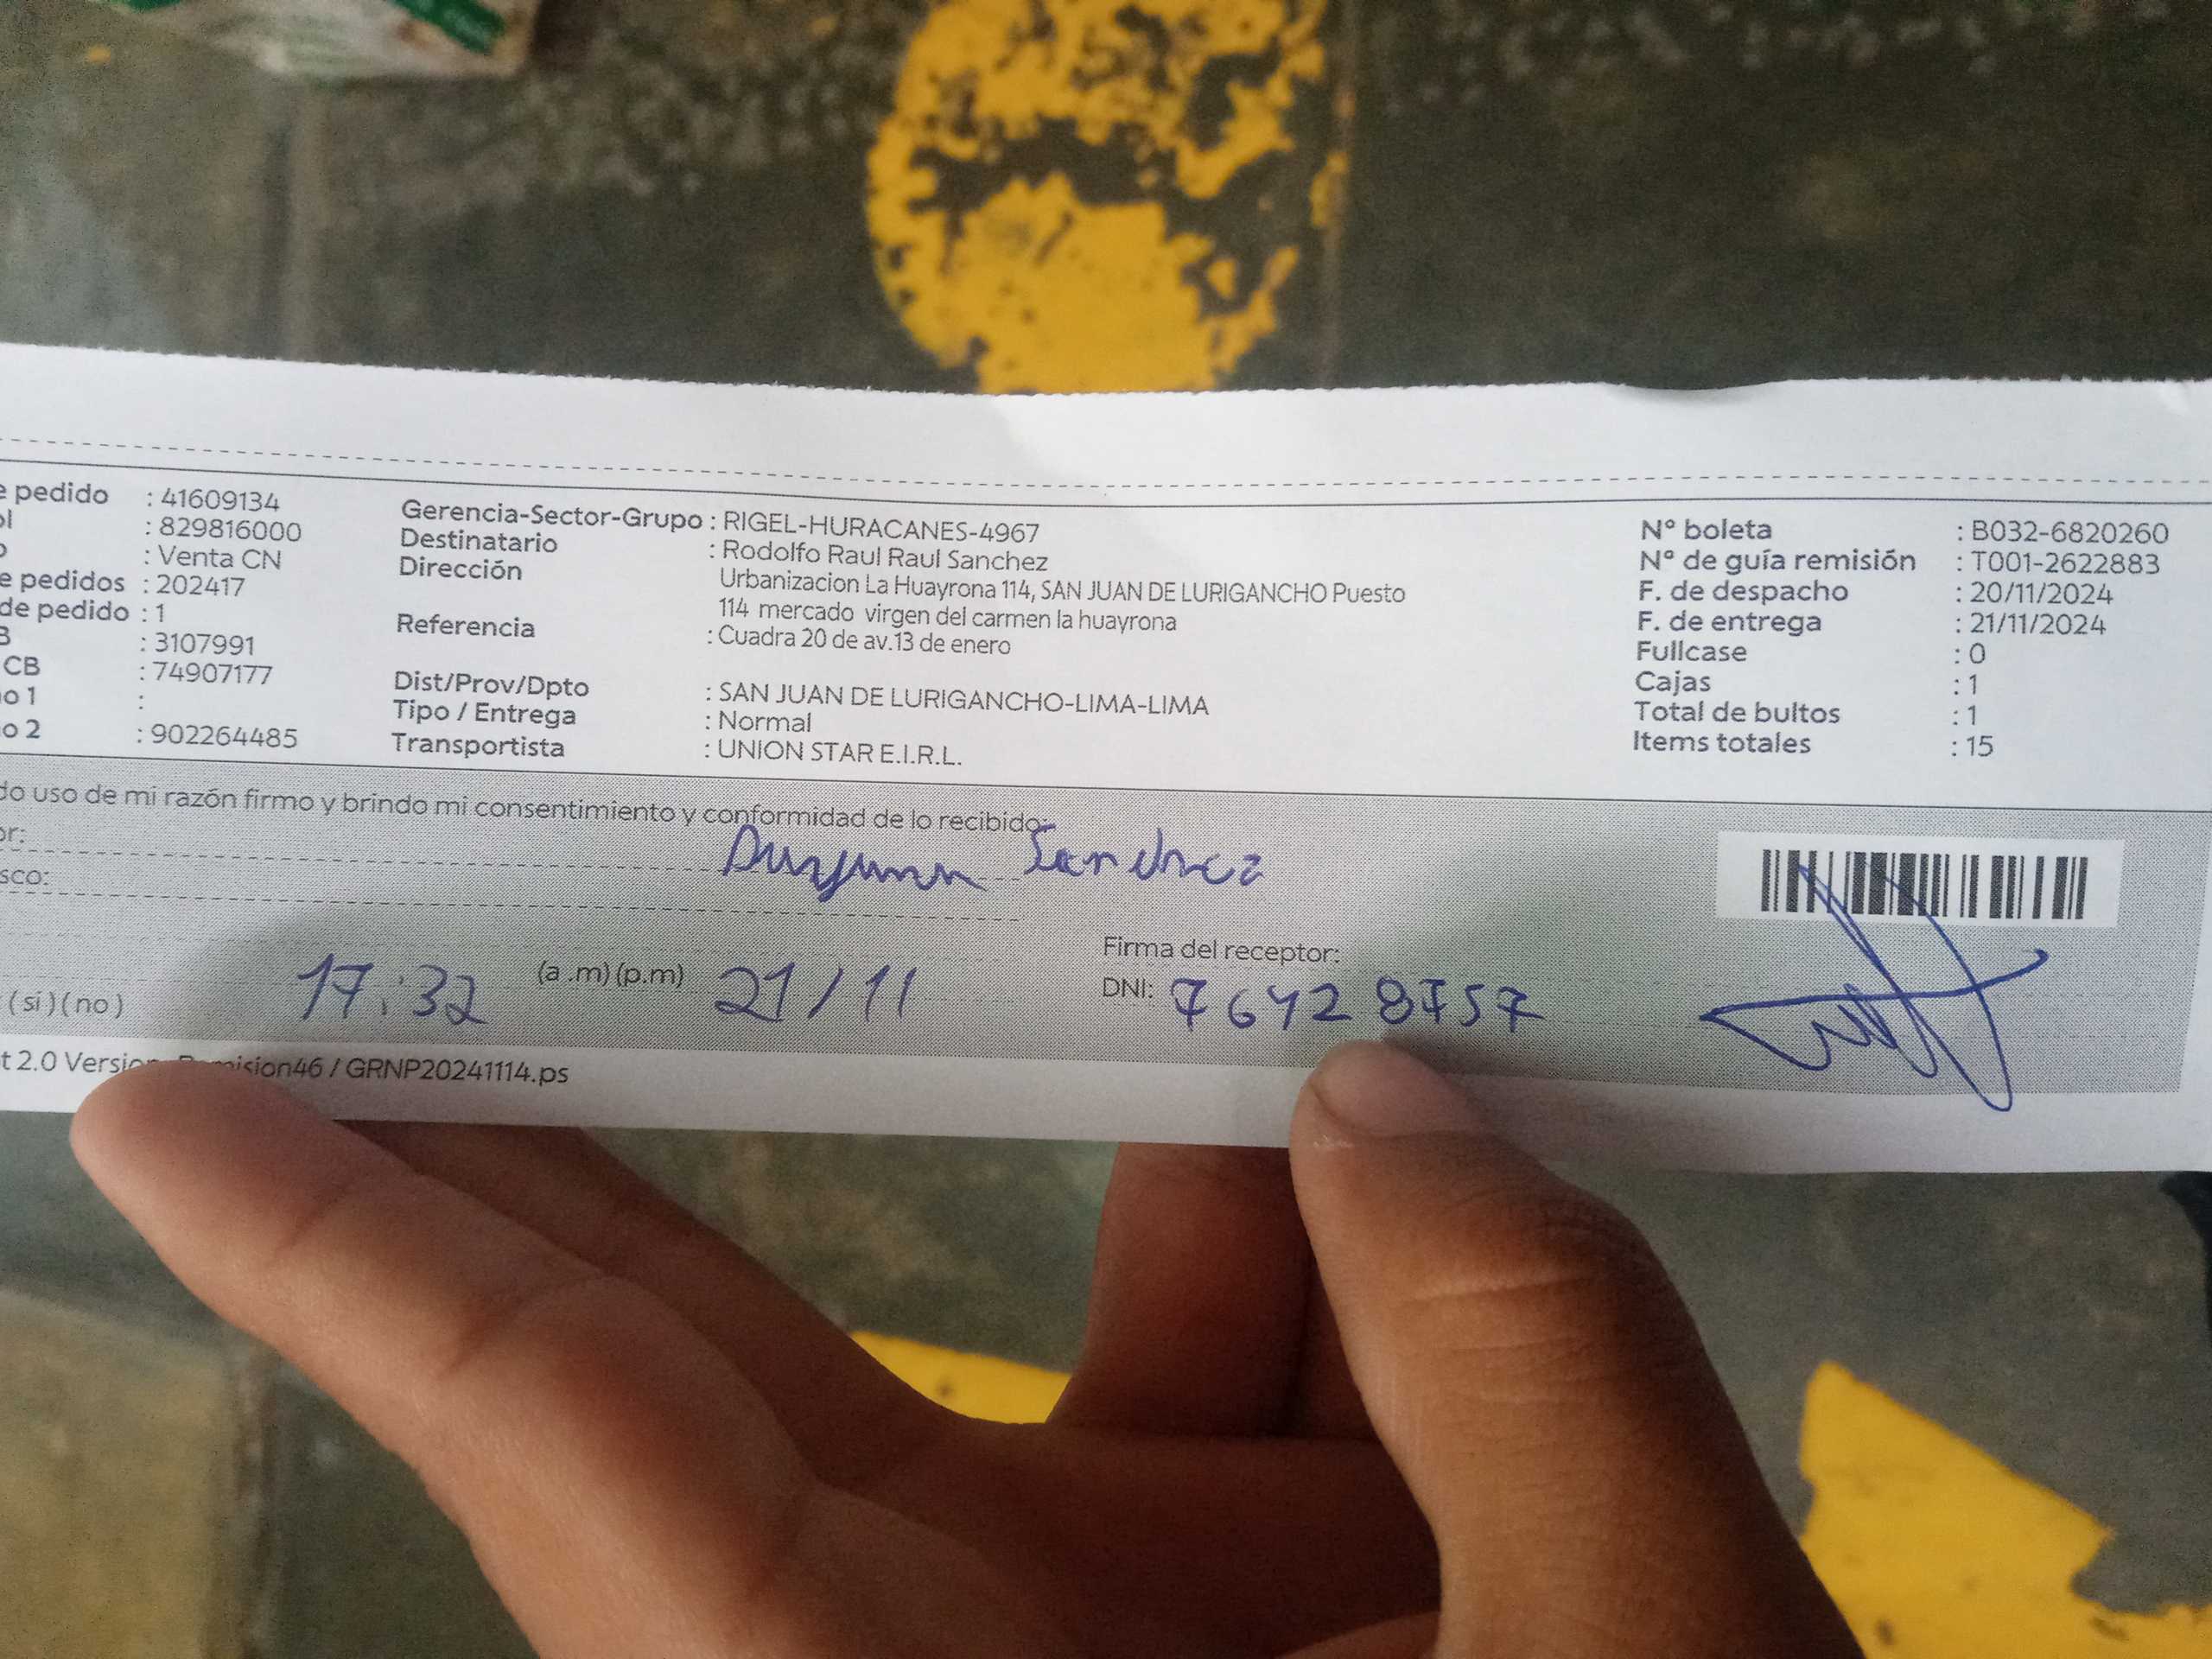 e pedido : 41609134
ol : 829816000
o : Venta CN
e pedidos : 202417
de pedido : 1
B : 3107991
CB : 74907177
no 1 :
o 2 : 902264485
Gerencia-Sector-Grupo : RIGEL-HURACANES-4967
Destinatario : Rodolfo Raul Raul Sanchez
Dirección Urbanizacion La Huayrona 114, SAN JUAN DE LURIGANCHO Puesto
114 mercado virgen del carmen la huayrona
Referencia : Cuadra 20 de av.13 de enero
Dist/Prov/Dpto : SAN JUAN DE LURIGANCHO-LIMA-LIMA
Tipo / Entrega : Normal
Transportista : UNION STAR E.I.R.L.
Nº boleta : B032-6820260
Nº de guía remisión : T001-2622883
F. de despacho : 20/11/2024
F. de entrega : 21/11/2024
Fullcase : 0
Cajas : 1
Total de bultos : 1
Items totales : 15
do uso de mi razón firmo y brindo mi consentimiento y conformidad de lo recibido:
or: Sanchez
sco:
Firma del receptor:
(si) (no) 17:32 (a .m) (p.m) 21/11
DNI: 76428757
t 2.0 Version Remision46 / GRNP20241114.ps